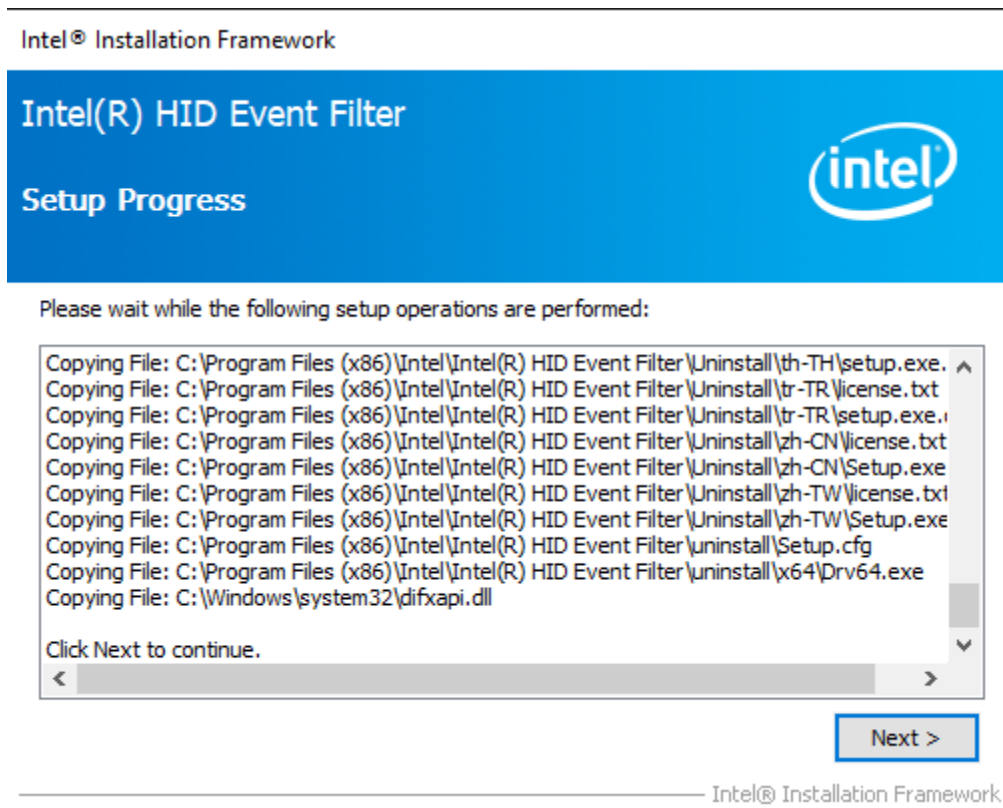 Intel® Installation Framework
Intel(R) HID Event Filter
intel
Setup Progress
Please wait while the following setup operations are performed:
Copying File: C:\Program Files (x86)\Intel\Intel(R) HID Event Filter\Uninstall\th-TH\setup.exe.
Copying File: C:\Program Files (x86)\Intel\Intel(R) HID Event Filter\Uninstall\tr-TR\license.txt
Copying File: C:\Program Files (x86)\Intel\Intel(R) HID Event Filter\Uninstall\tr-TR\setup.exe.
Copying File: C:\Program Files (x86)\Intel\Intel(R) HID Event Filter\Uninstall\zh-CN\license.txt
Copying File: C:\Program Files (x86)\Intel\Intel(R) HID Event Filter\Uninstall\zh-CN\Setup.exe
Copying File: C:\Program Files (x86)\Intel\Intel(R) HID Event Filter\Uninstall\zh-TW\license.txt
Copying File: C:\Program Files (x86)\Intel\Intel(R) HID Event Filter\Uninstall\zh-TW\Setup.exe
Copying File: C:\Program Files (x86)\Intel\Intel(R) HID Event Filter\uninstall\Setup.cfg
Copying File: C:\Program Files (x86)\Intel\Intel(R) HID Event Filter\uninstall\x64\Drv64.exe
Copying File: C:\Windows\system32\difxapi.dll
Click Next to continue.
Next >
Intel® Installation Framework